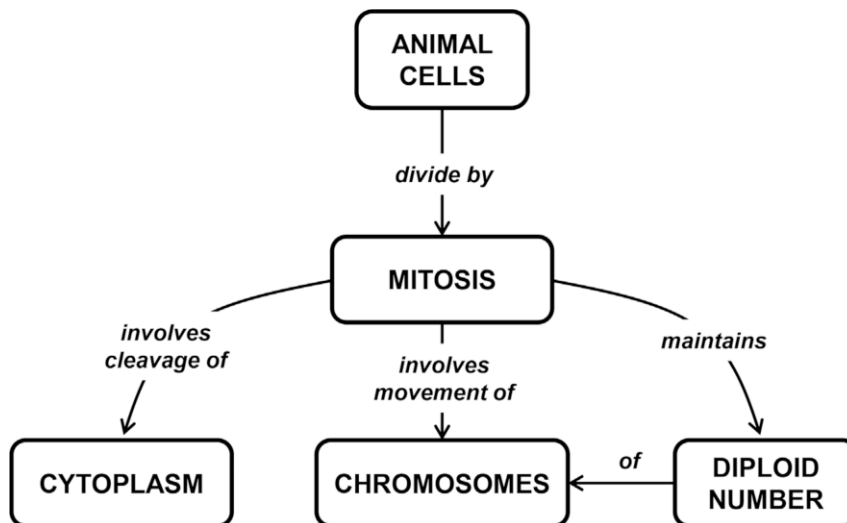 ANIMAL
CELLS
divide by
MITOSIS
involves
cleavage of
involves
movement of
maintains
CYTOPLASM
CHROMOSOMES
of
DIPLOID
NUMBER